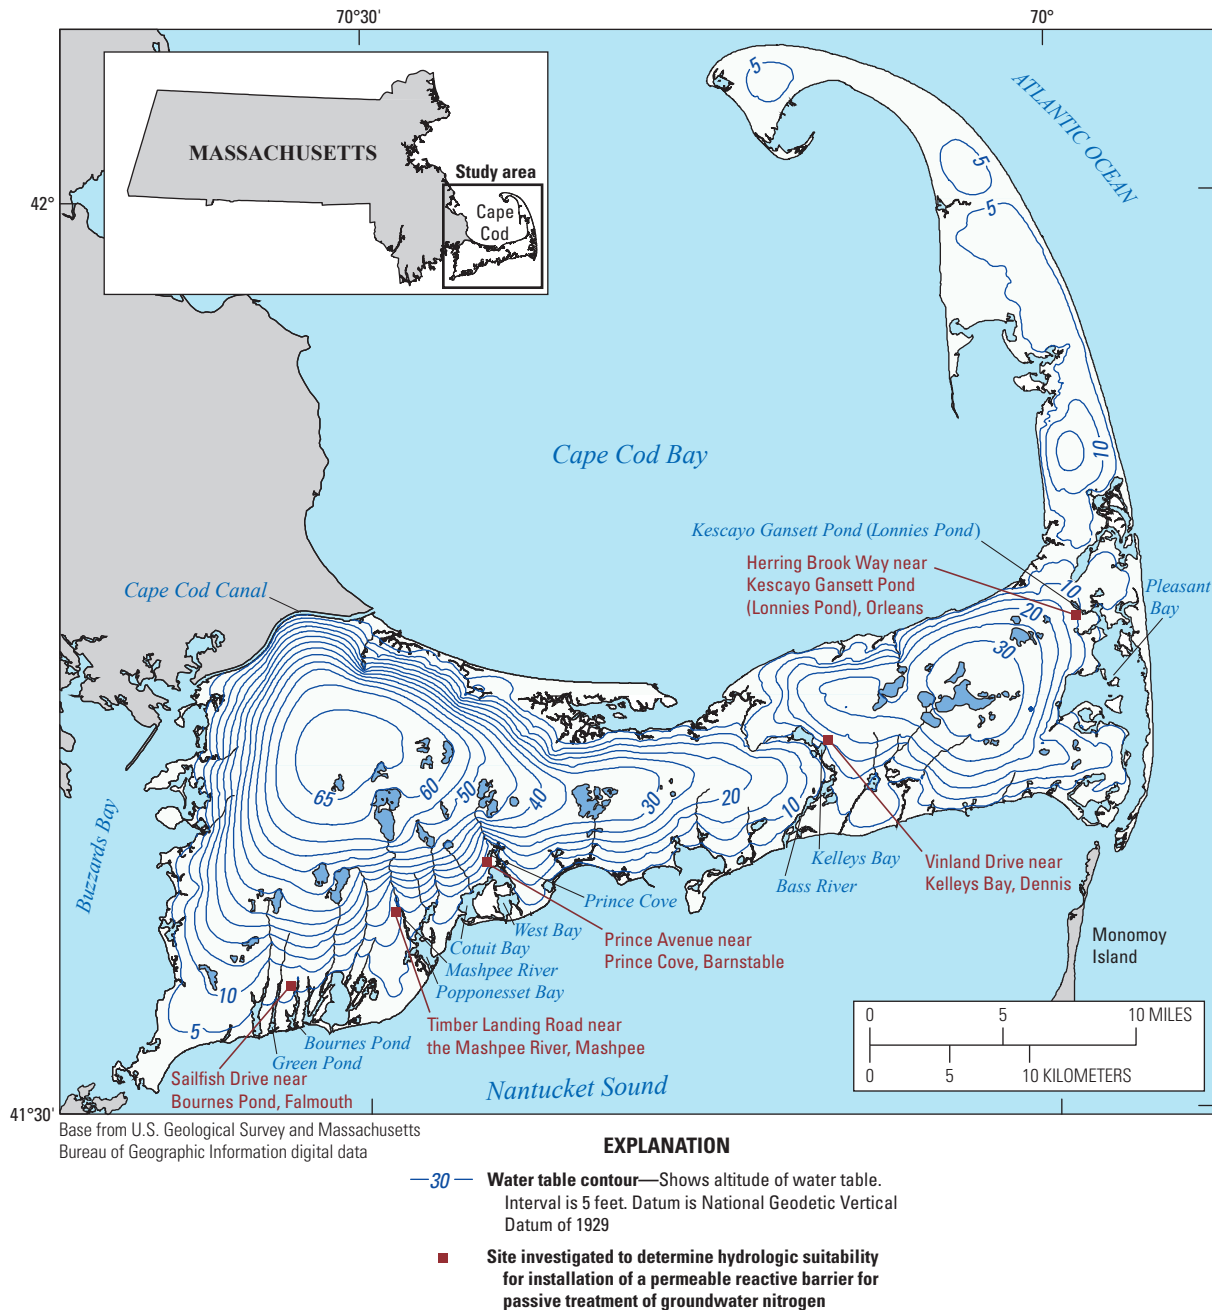 70°30'
70°
42°
41°30'
MASSACHUSETTS
Study area
Cape
Cod
ATLANTIC OCEAN
5
5
5
10
Cape Cod Bay
Kescayo Gansett Pond (Lonnies Pond)
Herring Brook Way near
Kescayo Gansett Pond
(Lonnies Pond), Orleans
Pleasant
Bay
10
20
30
Cape Cod Canal
Buzzards Bay
65
60
50
40
30
20
10
10
5
Kelleys Bay
Bass River
Vinland Drive near
Kelleys Bay, Dennis
Prince Cove
West Bay
Cotuit Bay
Mashpee River
Popponesset Bay
Prince Avenue near
Prince Cove, Barnstable
Monomoy
Island
Timber Landing Road near
the Mashpee River, Mashpee
Bournes Pond
Green Pond
Sailfish Drive near
Bournes Pond, Falmouth
Nantucket Sound
0 5 10 MILES
0 5 10 KILOMETERS
Base from U.S. Geological Survey and Massachusetts
Bureau of Geographic Information digital data
EXPLANATION
30 Water table contour—Shows altitude of water table.
Interval is 5 feet. Datum is National Geodetic Vertical
Datum of 1929
Site investigated to determine hydrologic suitability
for installation of a permeable reactive barrier for
passive treatment of groundwater nitrogen